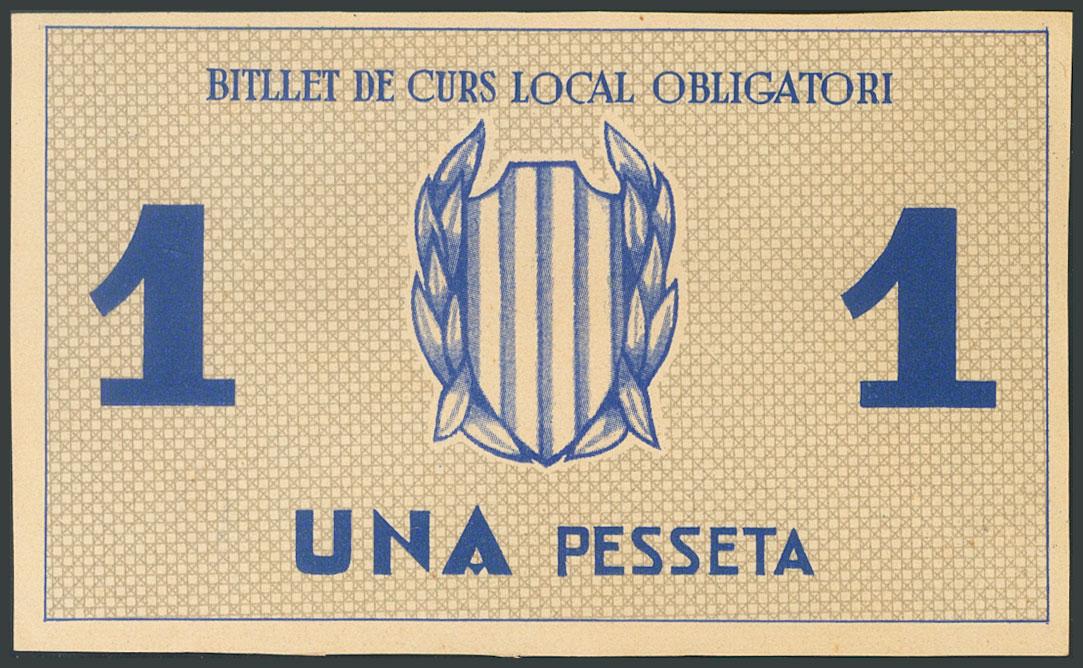 BITLLET DE CURS LOCAL OBLIGATORI
1 1
UNA PESSETA